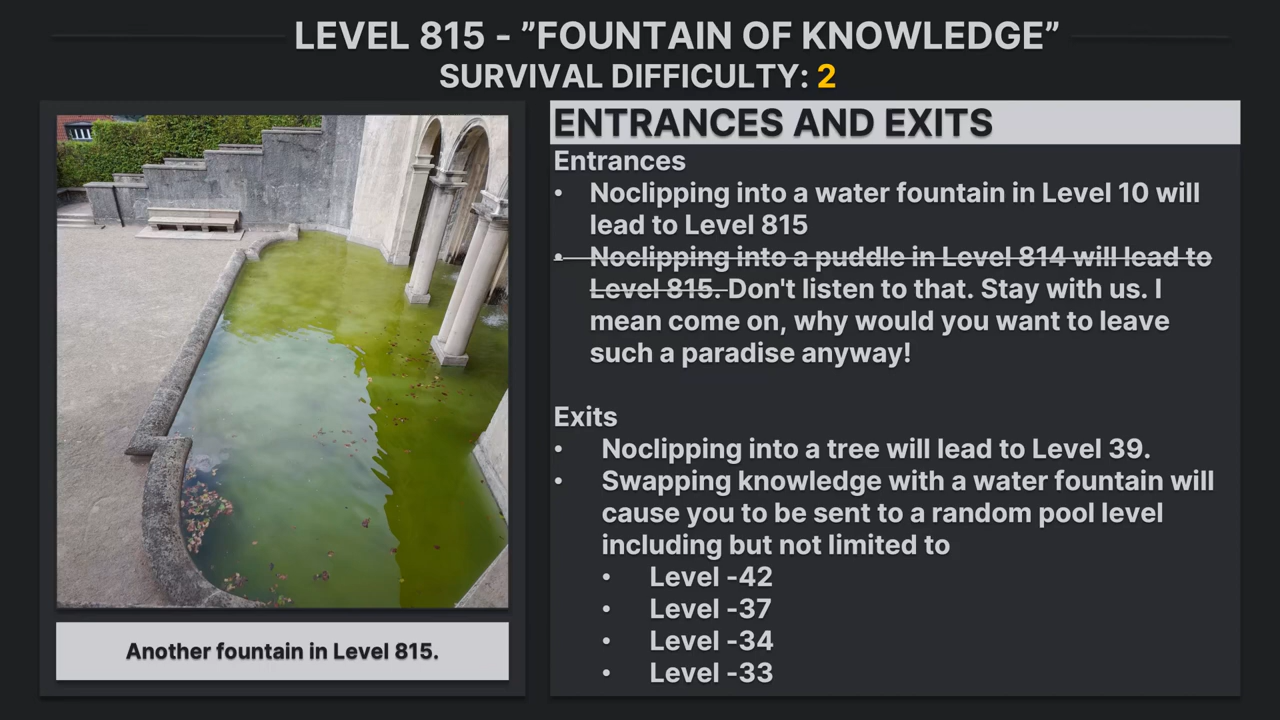 LEVEL 815 - ”FOUNTAIN OF KNOWLEDGE”
SURVIVAL DIFFICULTY: 2
ENTRANCES AND EXITS
Entrances
• Noclipping into a water fountain in Level 10 will
lead to Level 815
• Noclipping into a puddle in Level 814 will lead to
Level 815. Don't listen to that. Stay with us. I
mean come on, why would you want to leave
such a paradise anyway!
Exits
• Noclipping into a tree will lead to Level 39.
• Swapping knowledge with a water fountain will
cause you to be sent to a random pool level
including but not limited to
• Level -42
• Level -37
• Level -34
• Level -33
Another fountain in Level 815.